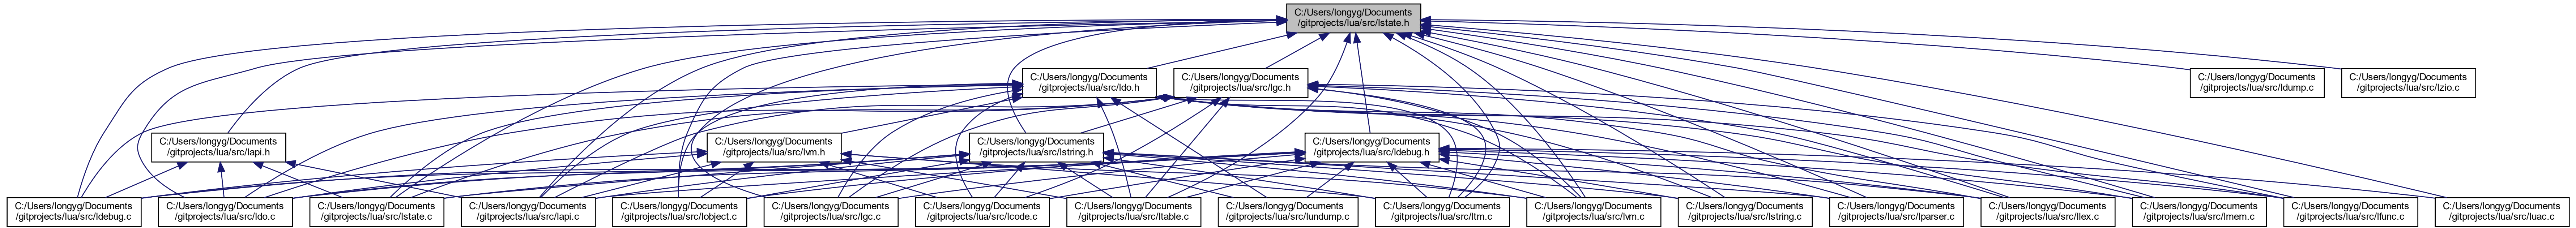 C:/Users/longyg/Documents
/gitprojects/lua/src/lstate.h
C:/Users/longyg/Documents
/gitprojects/lua/src/ldo.h
C:/Users/longyg/Documents
/gitprojects/lua/src/lgc.h
C:/Users/longyg/Documents
/gitprojects/lua/src/ldump.c
C:/Users/longyg/Documents
/gitprojects/lua/src/lzio.c
C:/Users/longyg/Documents
/gitprojects/lua/src/lapi.h
C:/Users/longyg/Documents
/gitprojects/lua/src/lvm.h
C:/Users/longyg/Documents
/gitprojects/lua/src/lstring.h
C:/Users/longyg/Documents
/gitprojects/lua/src/ldebug.h
C:/Users/longyg/Documents
/gitprojects/lua/src/ldebug.c
C:/Users/longyg/Documents
/gitprojects/lua/src/ldo.c
C:/Users/longyg/Documents
/gitprojects/lua/src/lstate.c
C:/Users/longyg/Documents
/gitprojects/lua/src/lapi.c
C:/Users/longyg/Documents
/gitprojects/lua/src/lobject.c
C:/Users/longyg/Documents
/gitprojects/lua/src/lgc.c
C:/Users/longyg/Documents
/gitprojects/lua/src/lcode.c
C:/Users/longyg/Documents
/gitprojects/lua/src/ltable.c
C:/Users/longyg/Documents
/gitprojects/lua/src/lundump.c
C:/Users/longyg/Documents
/gitprojects/lua/src/ltm.c
C:/Users/longyg/Documents
/gitprojects/lua/src/lvm.c
C:/Users/longyg/Documents
/gitprojects/lua/src/lstring.c
C:/Users/longyg/Documents
/gitprojects/lua/src/lparser.c
C:/Users/longyg/Documents
/gitprojects/lua/src/llex.c
C:/Users/longyg/Documents
/gitprojects/lua/src/lmem.c
C:/Users/longyg/Documents
/gitprojects/lua/src/lfunc.c
C:/Users/longyg/Documents
/gitprojects/lua/src/luac.c